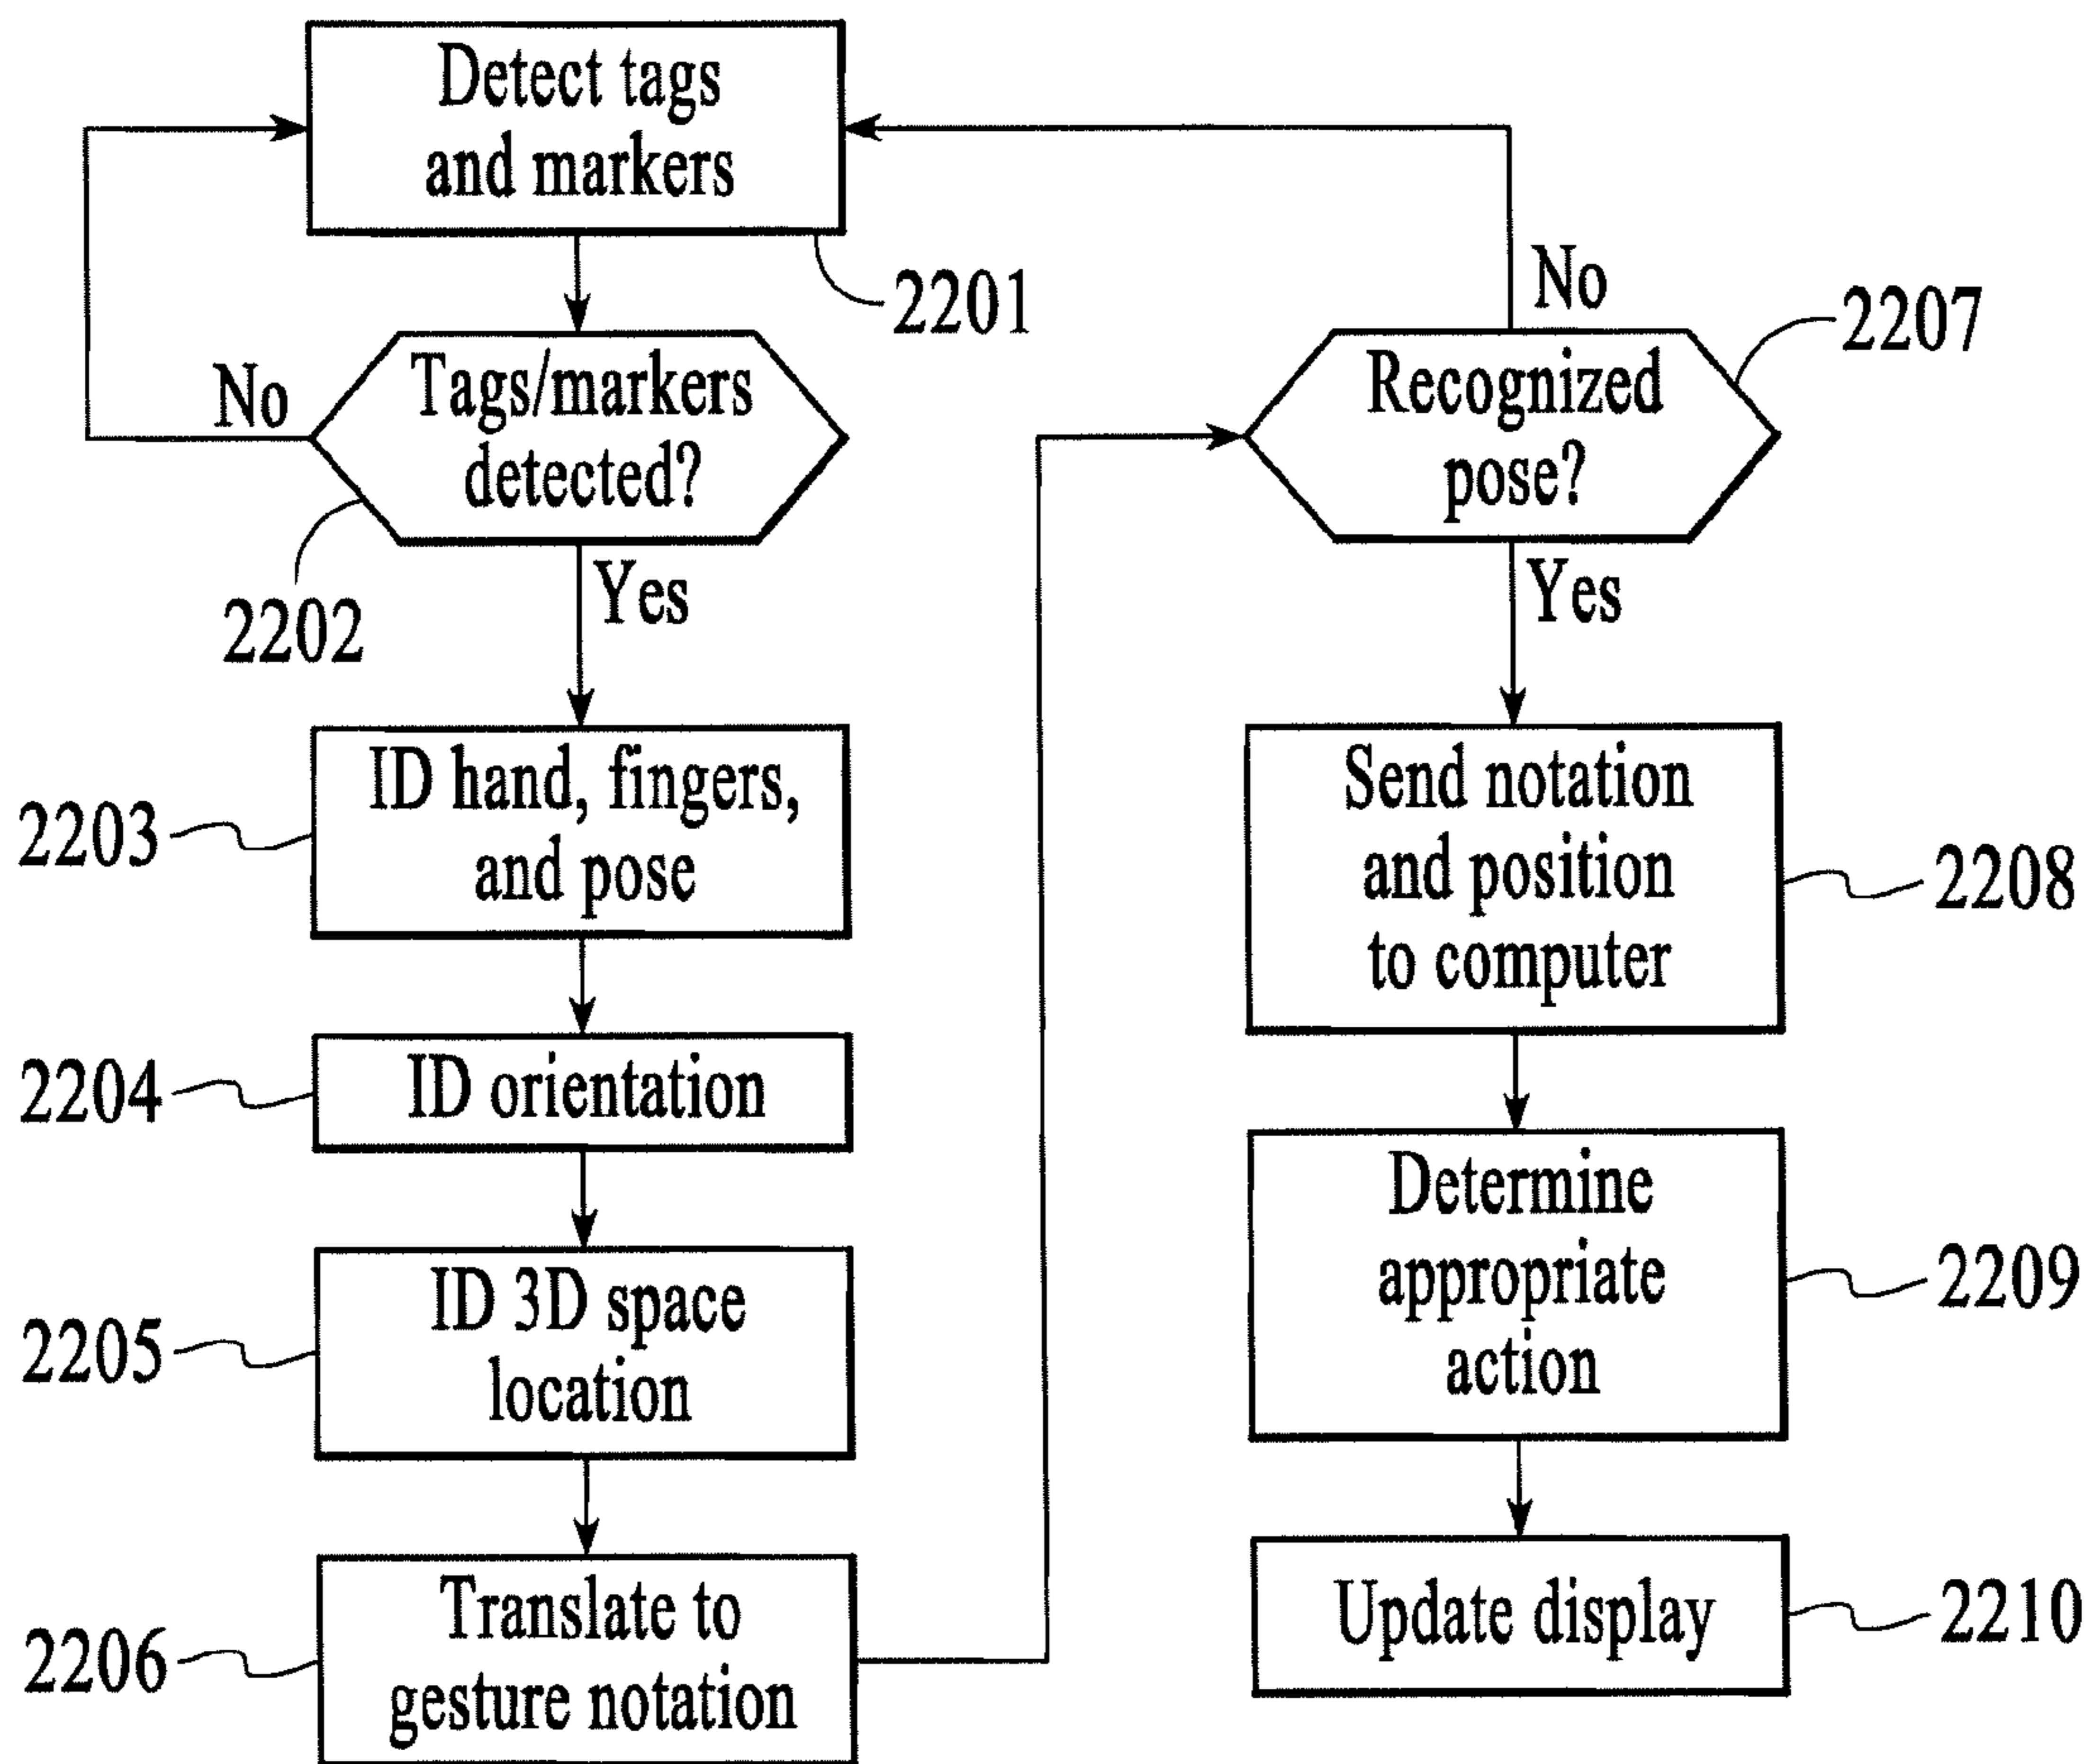 Detect tags
and markers
2201
No
Tags/markers
detected?
2202
Yes
ID hand, fingers,
and pose
2203
ID orientation
2204
ID 3D space
location
2205
Translate to
gesture notation
2206
No
2207
Recognized
pose?
Yes
Send notation
and position
to computer
2208
Determine
appropriate
action
2209
Update display
2210